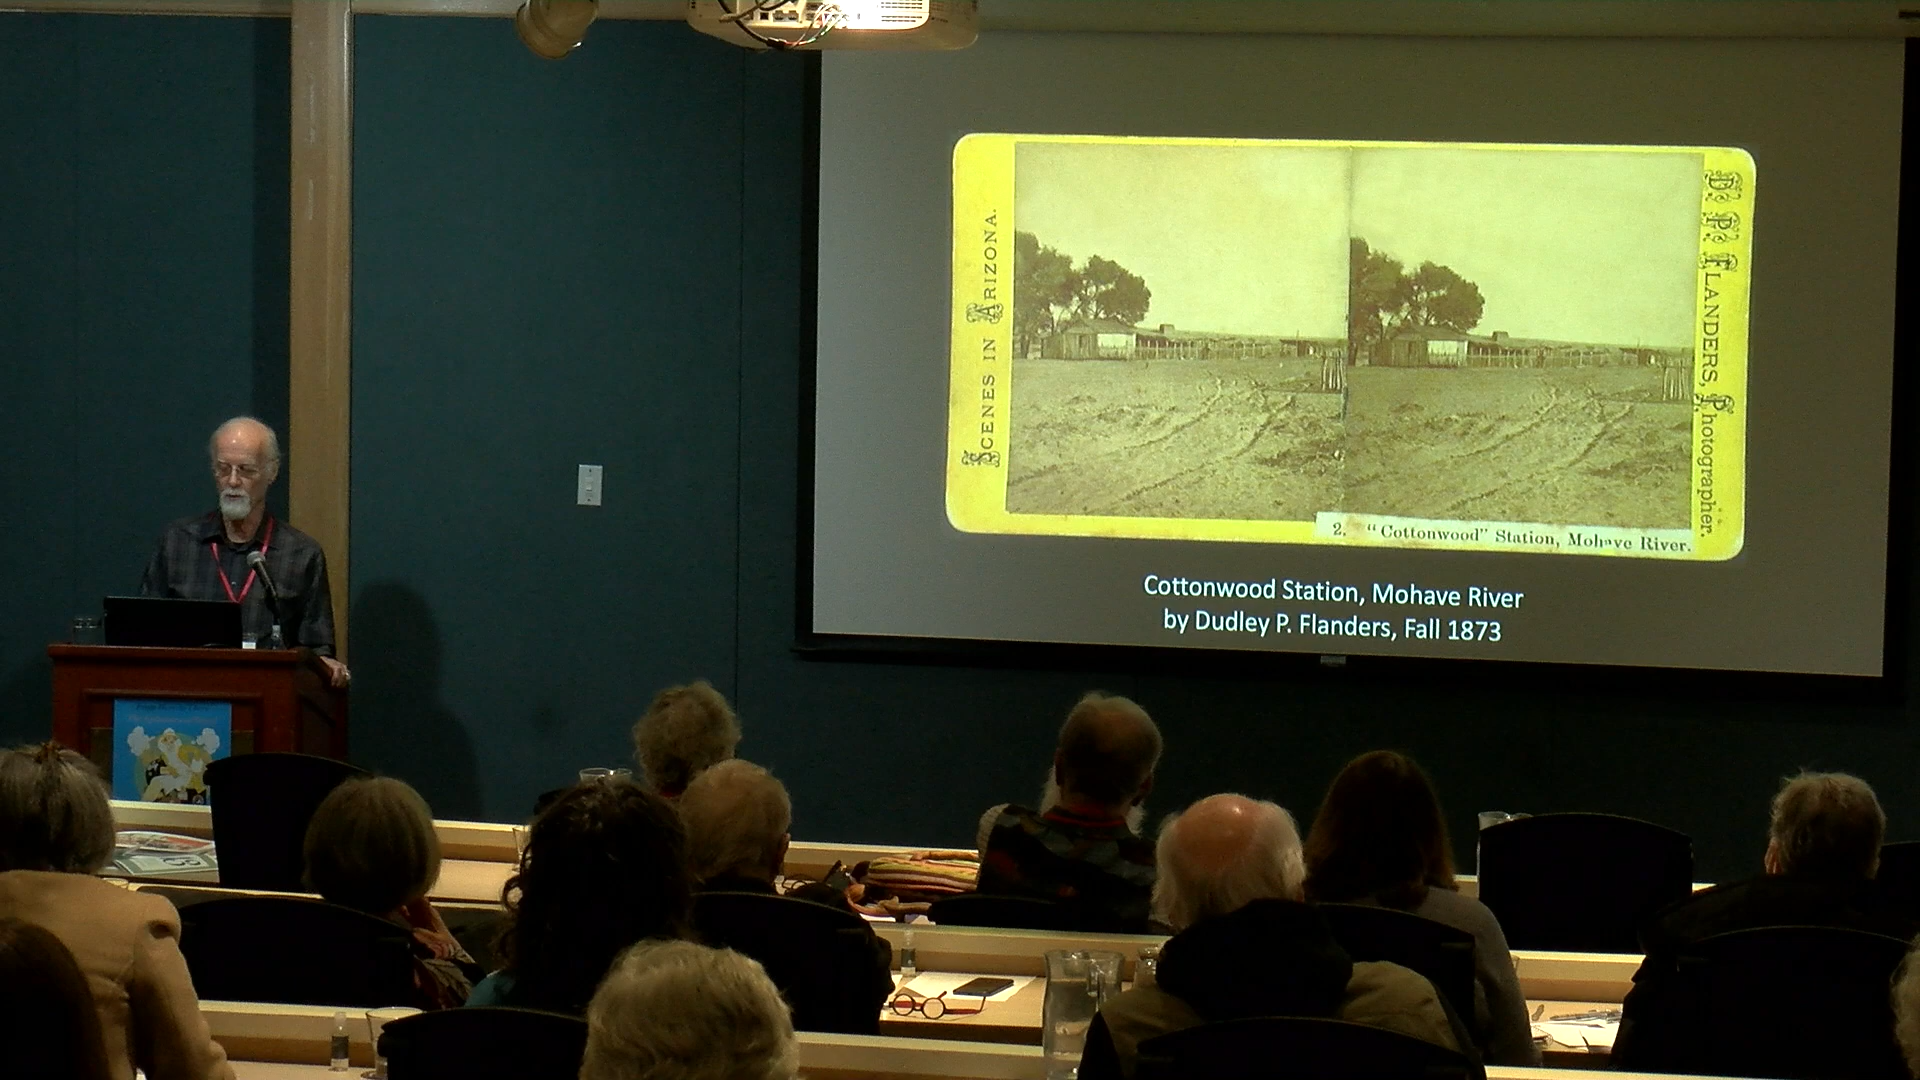 SCENES IN ARIZONA.
D. P. FLANDERS, Photographer.
2. "Cottonwood" Station, Mohave River.
Cottonwood Station, Mohave River
by Dudley P. Flanders, Fall 1873